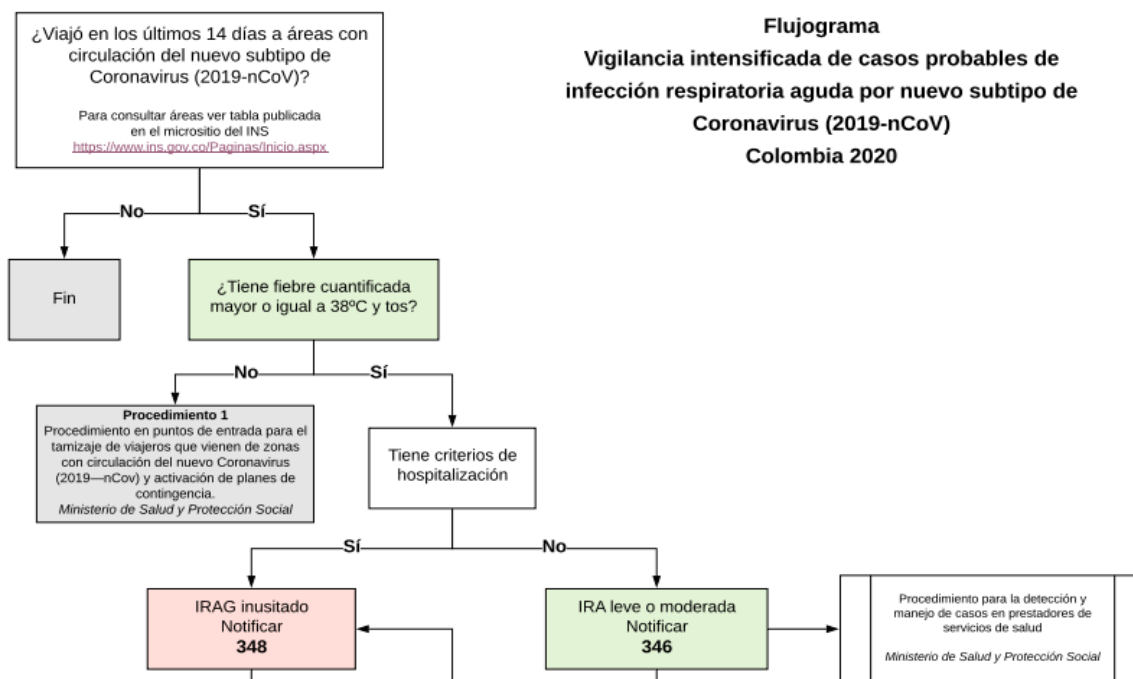 Flujograma
Vigilancia intensificada de casos probables de
infección respiratoria aguda por nuevo subtipo de
Coronavirus (2019-nCoV)
Colombia 2020
¿Viajó en los últimos 14 días a áreas con
circulación del nuevo subtipo de
Coronavirus (2019-nCoV)?
Para consultar áreas ver tabla publicada
en el micrositio del INS
https://www.ins.gov.co/Paginas/Inicio.aspx
No
Sí
Fin
¿Tiene fiebre cuantificada
mayor o igual a 38ºC y tos?
No
Sí
Procedimiento 1
Procedimiento en puntos de entrada para el
tamizaje de viajeros que vienen de zonas
con circulación del nuevo Coronavirus
(2019—nCov) y activación de planes de
contingencia.
Ministerio de Salud y Protección Social
Tiene criterios de
hospitalización
Sí
No
IRAG inusitado
Notificar
348
IRA leve o moderada
Notificar
346
Procedimiento para la detección y
manejo de casos en prestadores de
servicios de salud
Ministerio de Salud y Protección Social